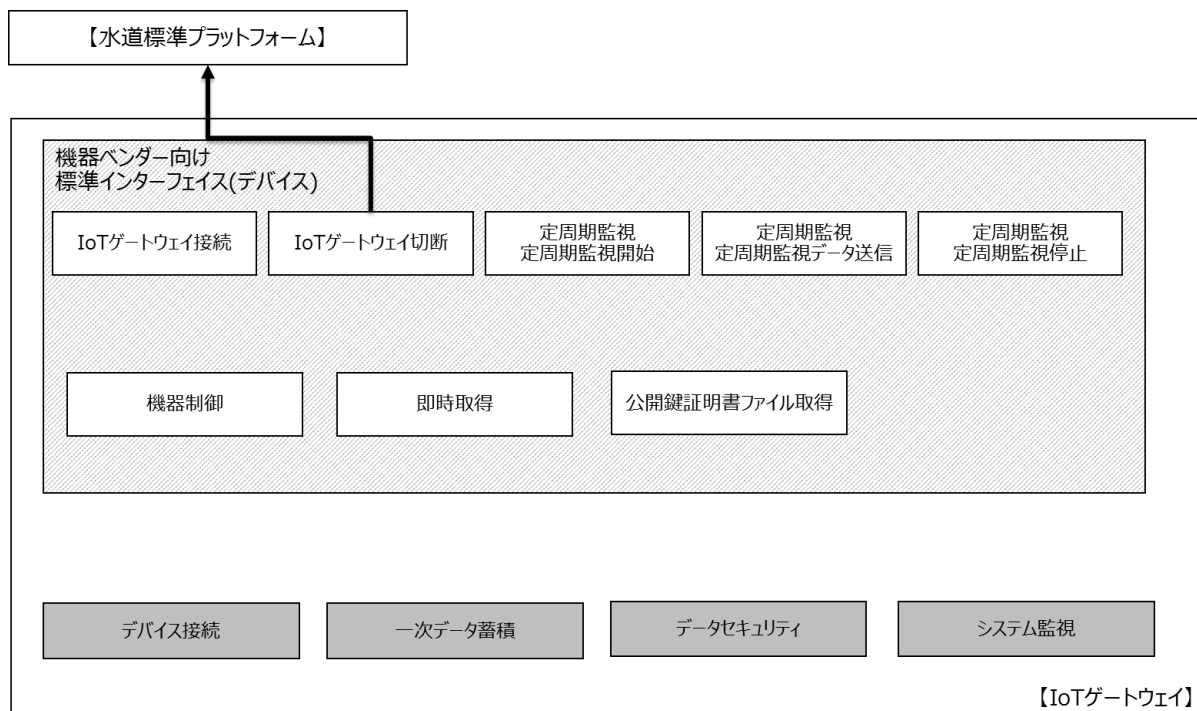 【水道標準プラットフォーム】
機器ベンダー向け
標準インターフェイス(デバイス)
IoTゲートウェイ接続
IoTゲートウェイ切断
定周期監視
定周期監視開始
定周期監視
定周期監視データ送信
定周期監視
定周期監視停止
機器制御
即時取得
公開鍵証明書ファイル取得
デバイス接続
一次データ蓄積
データセキュリティ
システム監視
【IoTゲートウェイ】